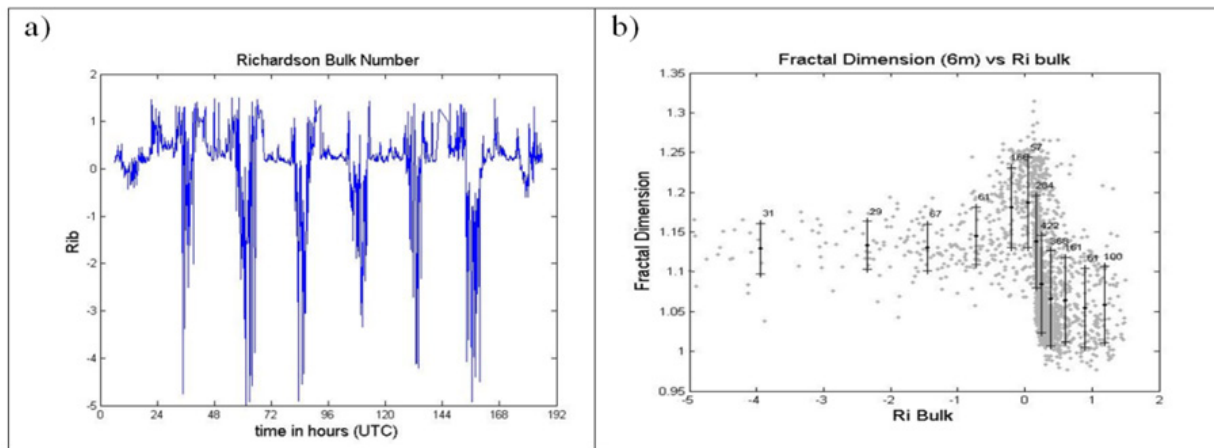 a)
Richardson Bulk Number
Rib
2
1
0
-1
-2
-3
-4
-5
0 24 48 72 96 120 144 168 192
time in hours (UTC)
b)
Fractal Dimension (6m) vs Ri bulk
Fractal Dimension
1.35
1.3
1.25
1.2
1.15
1.1
1.05
1
0.95
31 29 67 61 57 422 161 61 100
-5 -4 -3 -2 -1 0 1 2
Ri Bulk